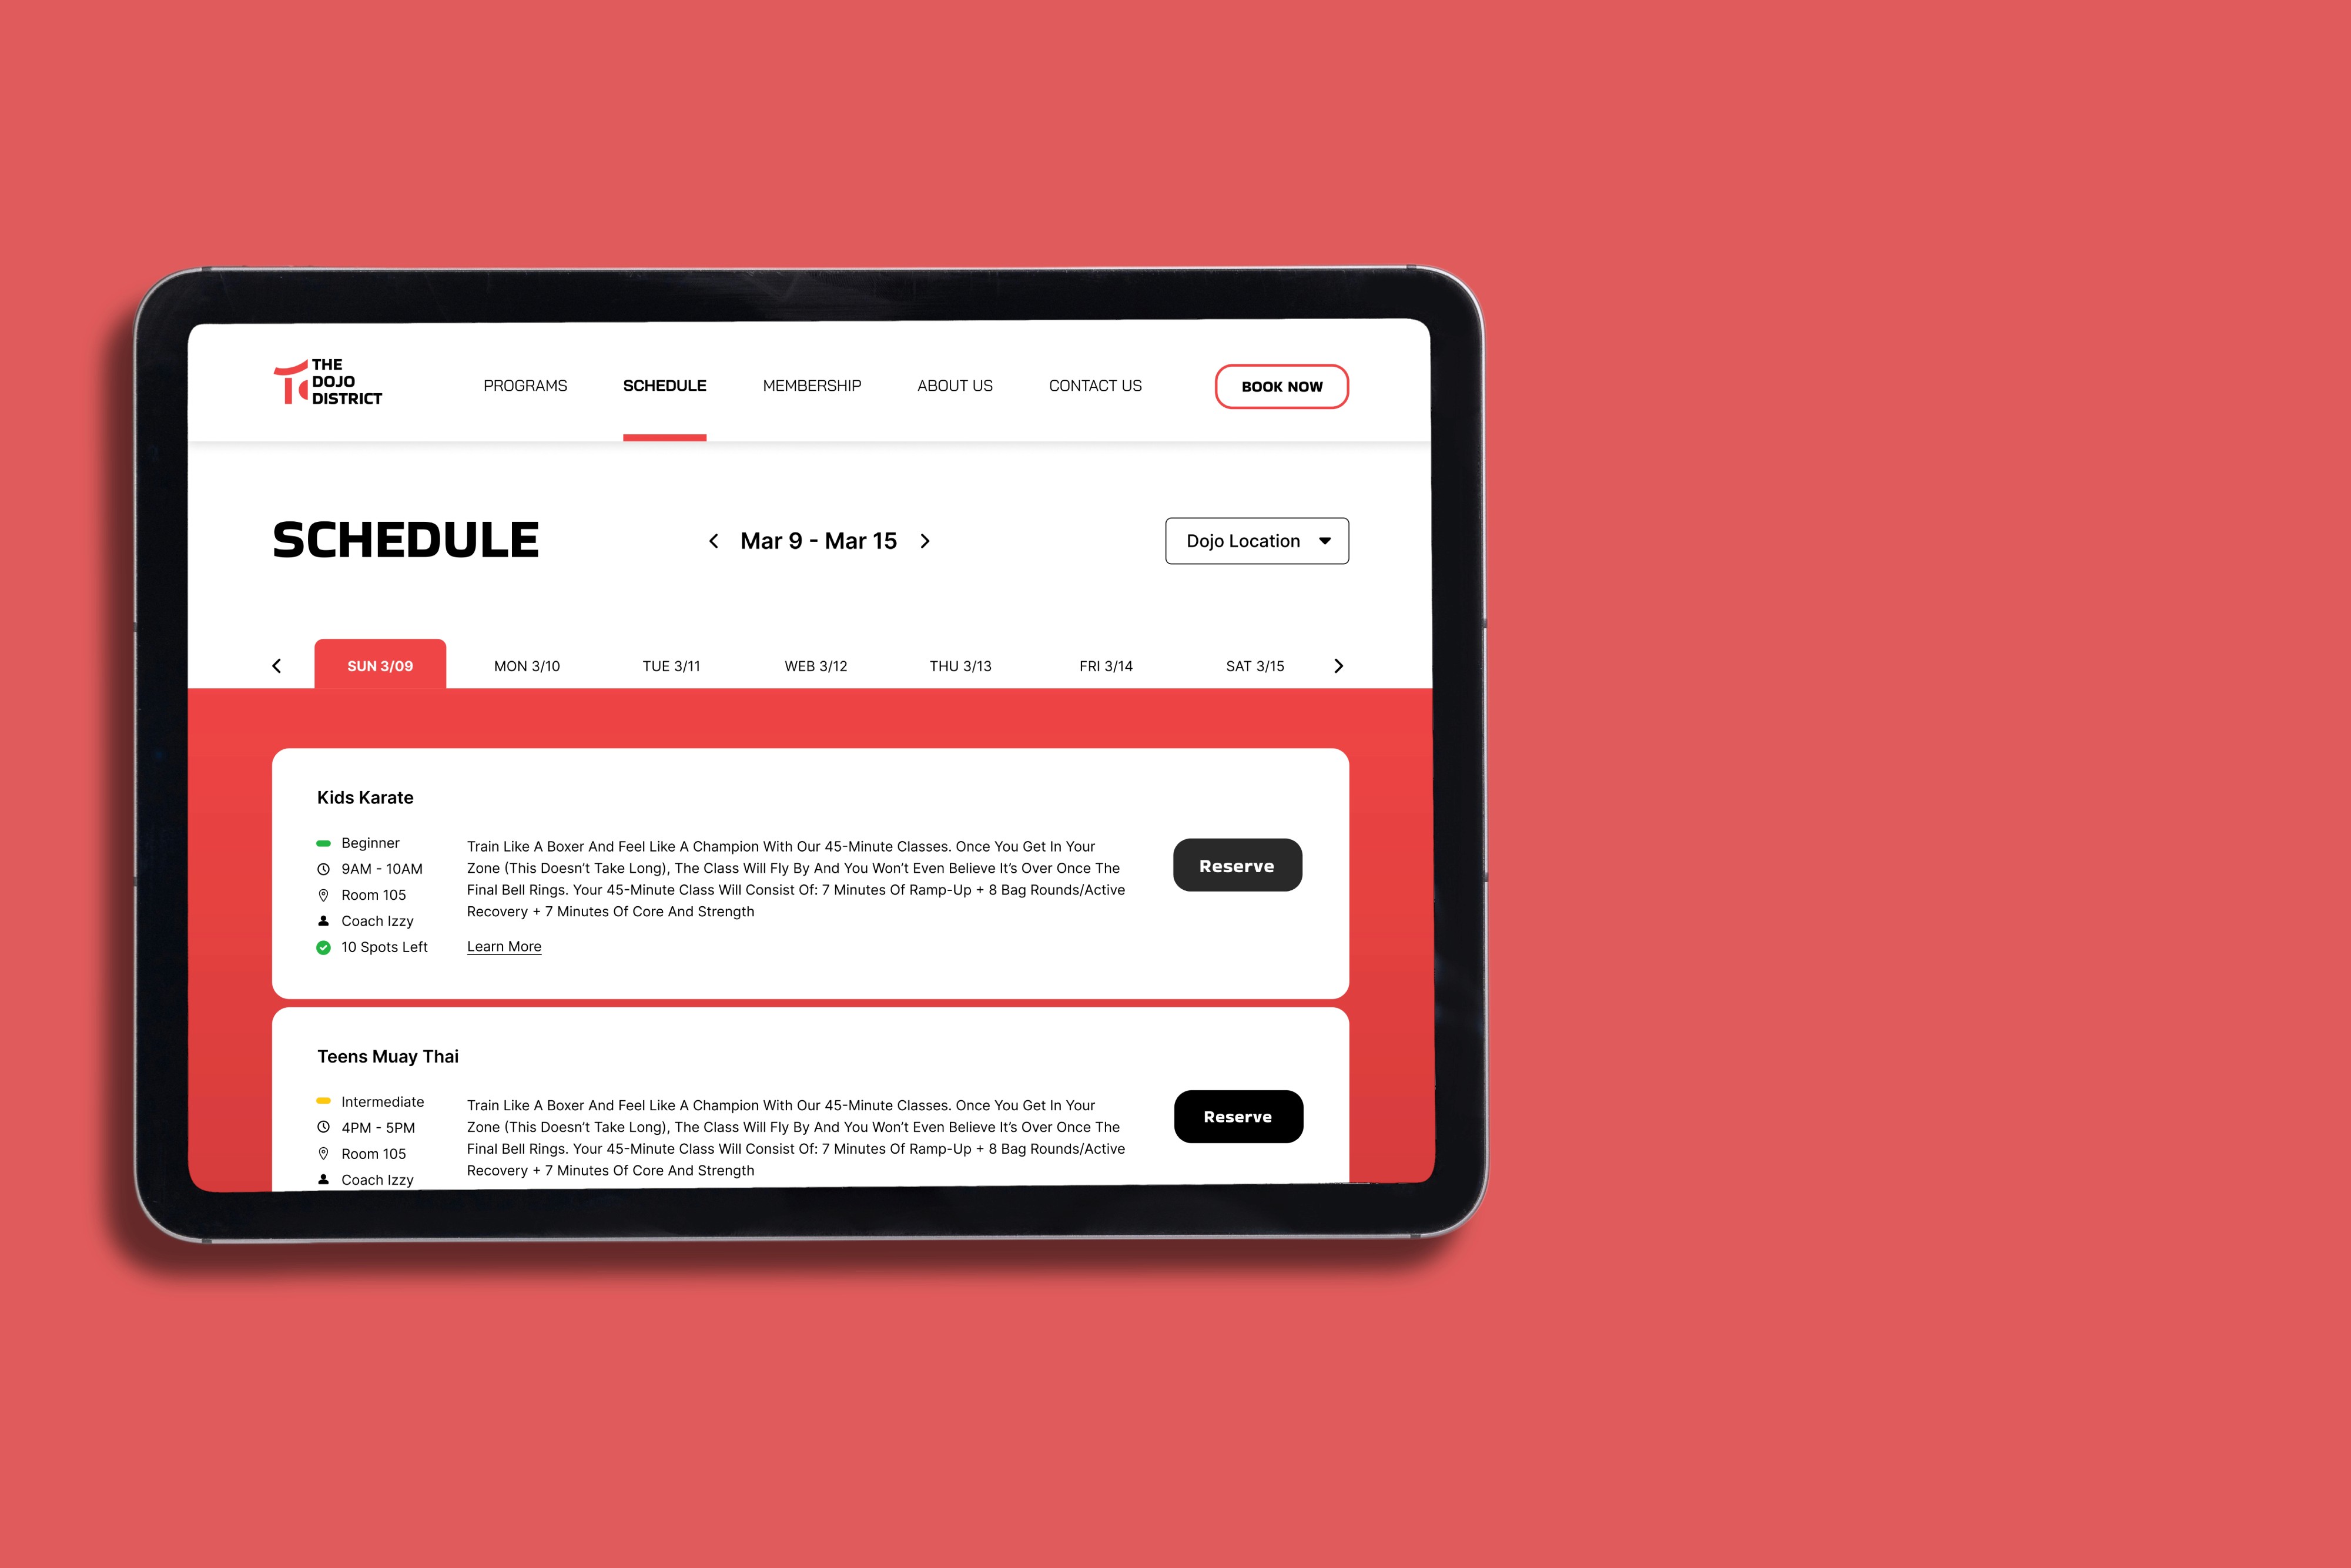 THE
DOJO
DISTRICT
PROGRAMS
SCHEDULE
MEMBERSHIP
ABOUT US
CONTACT US
BOOK NOW
SCHEDULE
Mar 9 - Mar 15
Dojo Location
SUN 3/09
MON 3/10
TUE 3/11
WEB 3/12
THU 3/13
FRI 3/14
SAT 3/15
Kids Karate
Beginner
9AM - 10AM
Room 105
Coach Izzy
10 Spots Left
Train Like A Boxer And Feel Like A Champion With Our 45-Minute Classes. Once You Get In Your
Zone (This Doesn’t Take Long), The Class Will Fly By And You Won’t Even Believe It’s Over Once The
Final Bell Rings. Your 45-Minute Class Will Consist Of: 7 Minutes Of Ramp-Up + 8 Bag Rounds/Active
Recovery + 7 Minutes Of Core And Strength
Learn More
Reserve
Teens Muay Thai
Intermediate
4PM - 5PM
Room 105
Coach Izzy
Train Like A Boxer And Feel Like A Champion With Our 45-Minute Classes. Once You Get In Your
Zone (This Doesn’t Take Long), The Class Will Fly By And You Won’t Even Believe It’s Over Once The
Final Bell Rings. Your 45-Minute Class Will Consist Of: 7 Minutes Of Ramp-Up + 8 Bag Rounds/Active
Recovery + 7 Minutes Of Core And Strength
Reserve